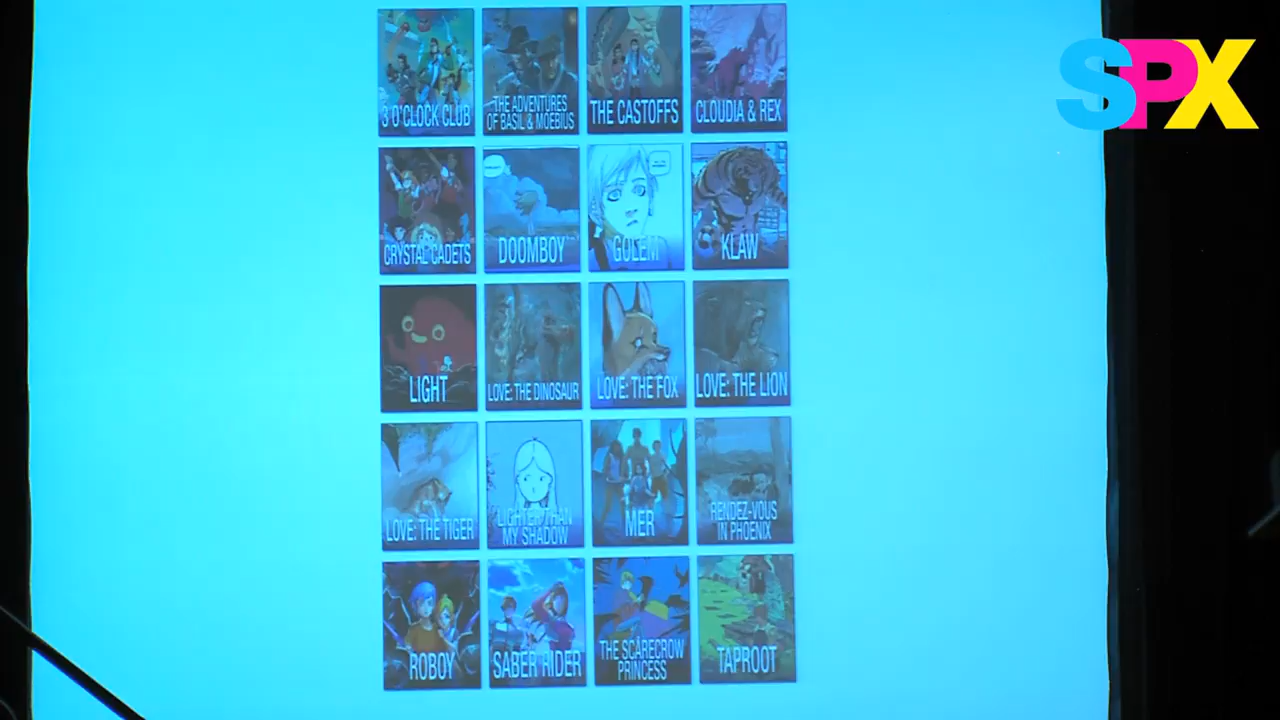 SPX
3 O'CLOCK CLUB
THE ADVENTURES
OF BASIL & MOEBIUS
THE CASTOFFS
CLOUDIA & REX
CRYSTAL CADETS
DOOMBOY
GOLEM
KLAW
LIGHT
LOVE: THE DINOSAUR
LOVE: THE FOX
LOVE: THE LION
LOVE: THE TIGER
LIGHTER THAN
MY SHADOW
MER
RENDEZ-VOUS
IN PHOENIX
ROBOY
SABER RIDER
THE SCARECROW
PRINCESS
TAPROOT